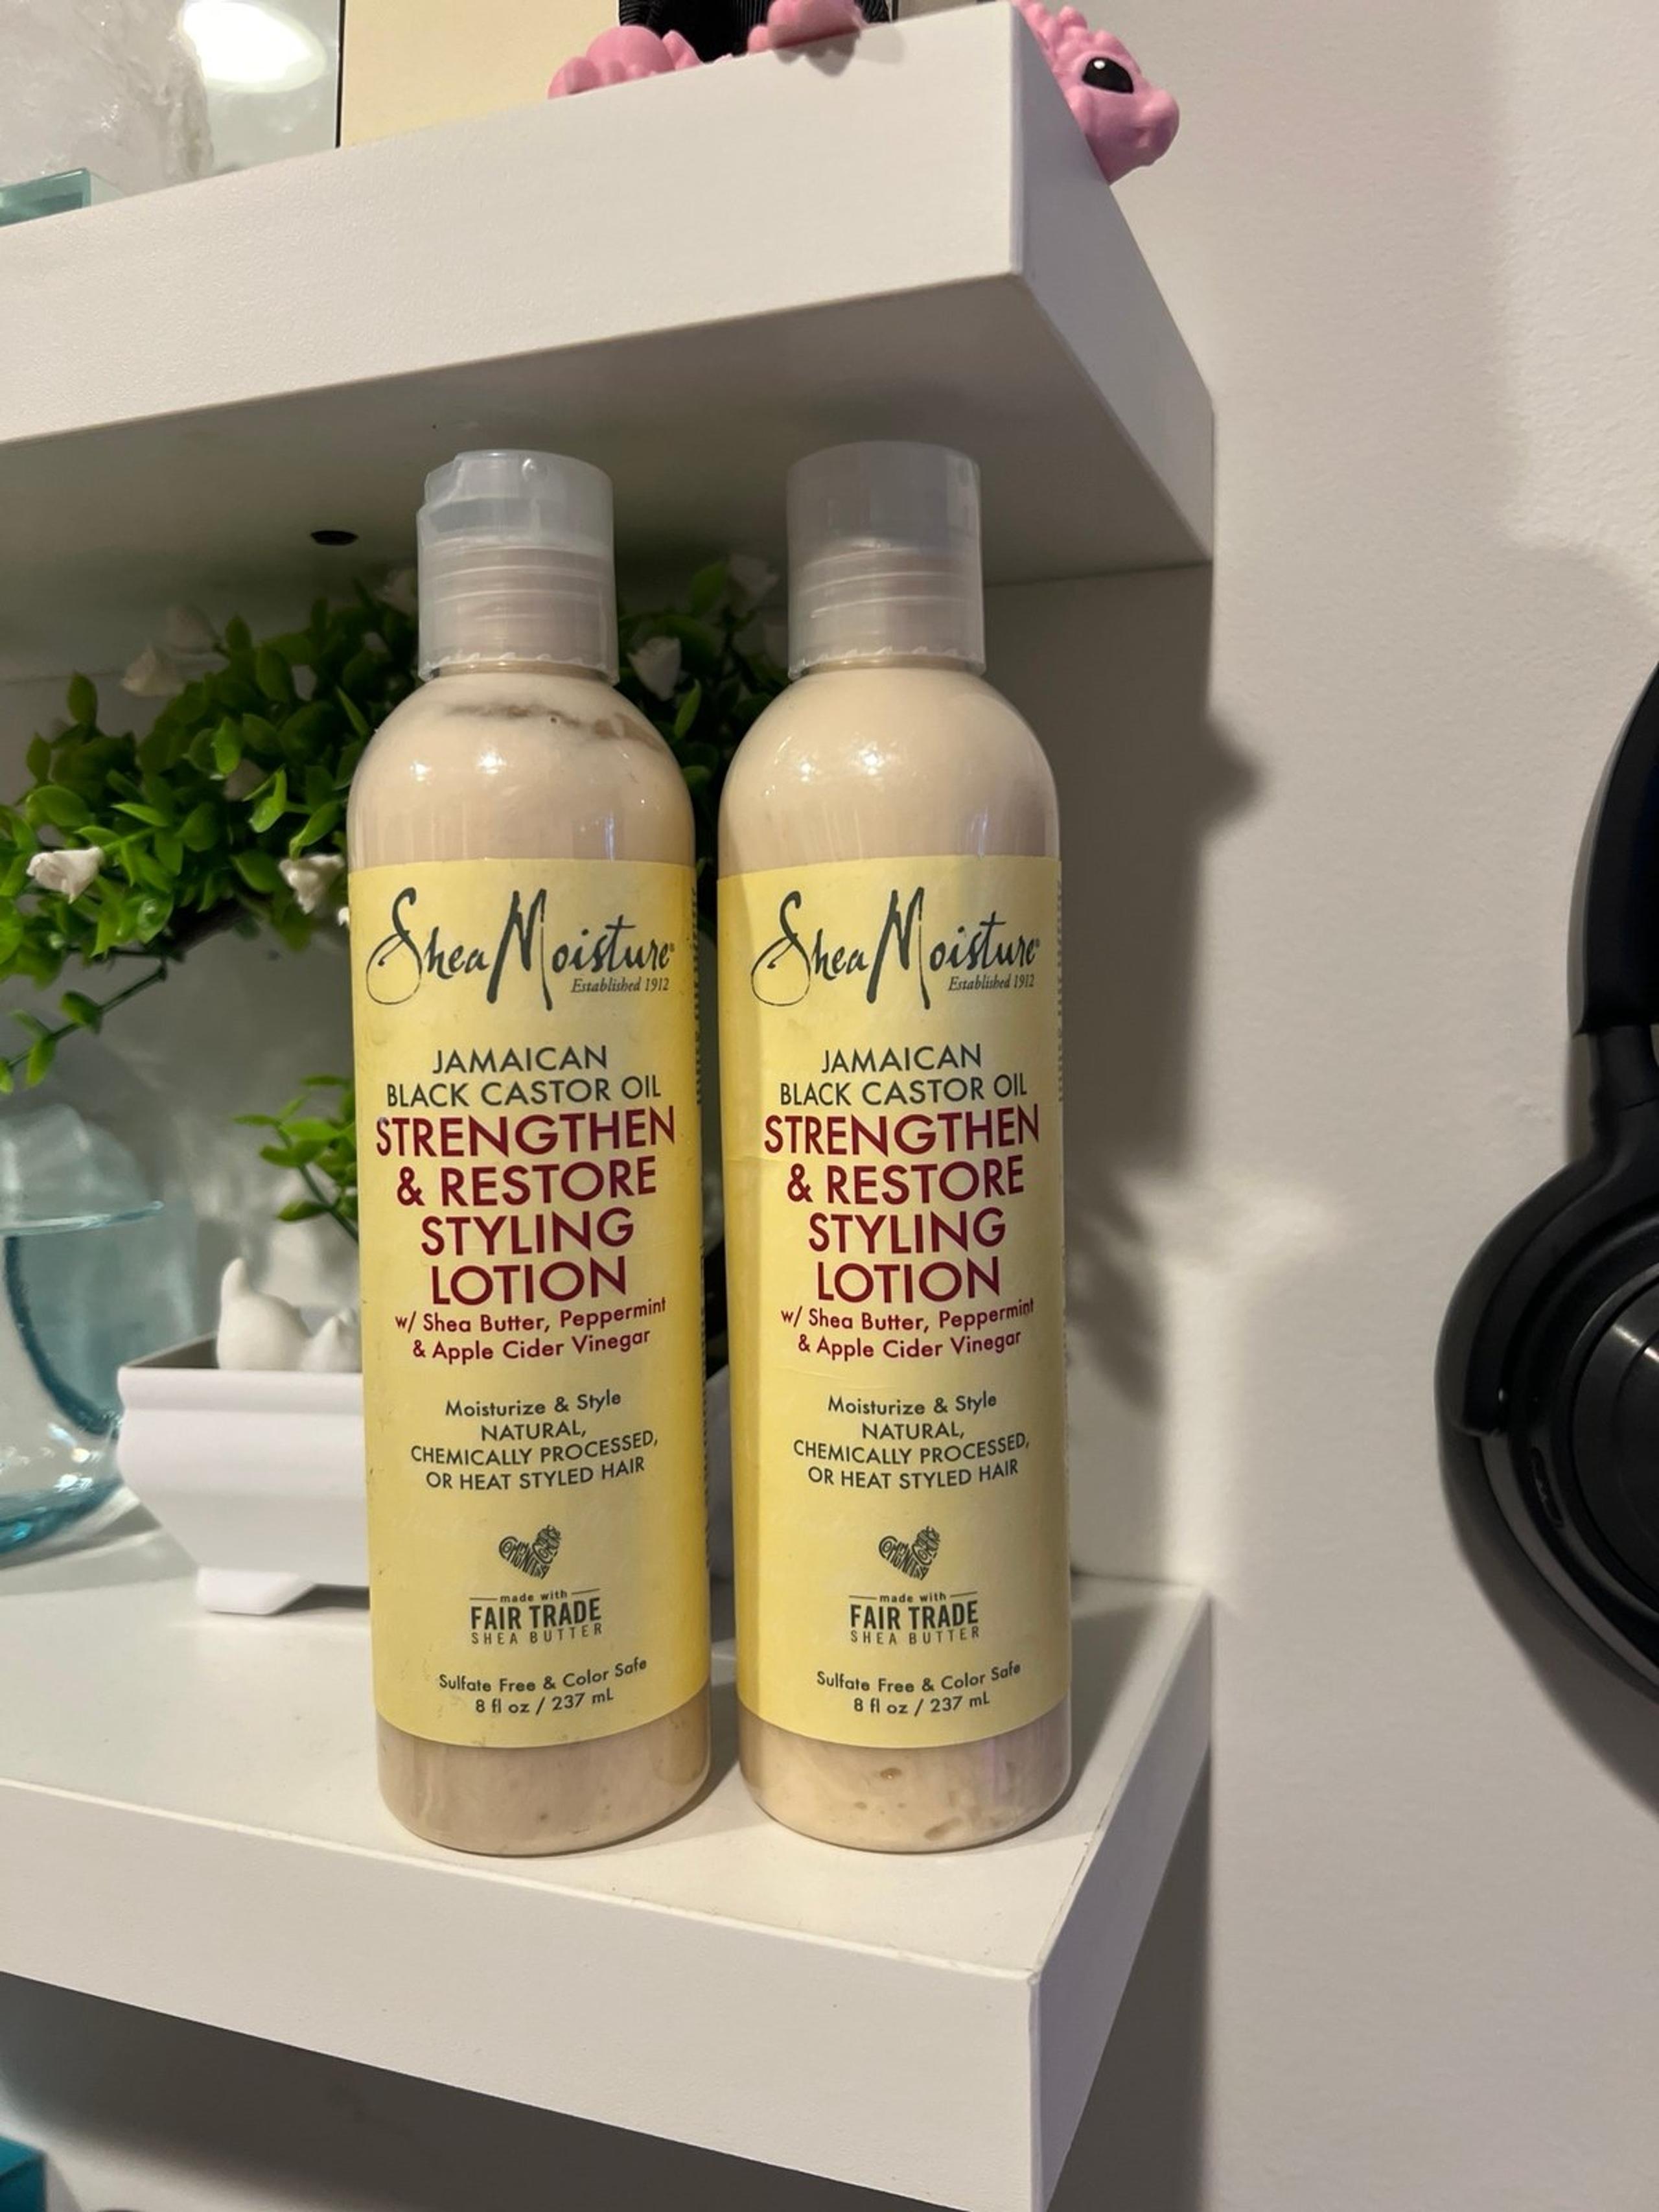 SheaMoisture®
Established 1912
JAMAICAN
BLACK CASTOR OIL
STRENGTHEN
& RESTORE
STYLING
LOTION
w/ Shea Butter, Peppermint
& Apple Cider Vinegar
Moisturize & Style
NATURAL,
CHEMICALLY PROCESSED,
OR HEAT STYLED HAIR
COMMUNITY
made with
FAIR TRADE
SHEA BUTTER
Sulfate Free & Color Safe
8 fl oz / 237 mL
SheaMoisture®
Established 1912
JAMAICAN
BLACK CASTOR OIL
STRENGTHEN
& RESTORE
STYLING
LOTION
w/ Shea Butter, Peppermint
& Apple Cider Vinegar
Moisturize & Style
NATURAL,
CHEMICALLY PROCESSED,
OR HEAT STYLED HAIR
COMMUNITY
made with
FAIR TRADE
SHEA BUTTER
Sulfate Free & Color Safe
8 fl oz / 237 mL